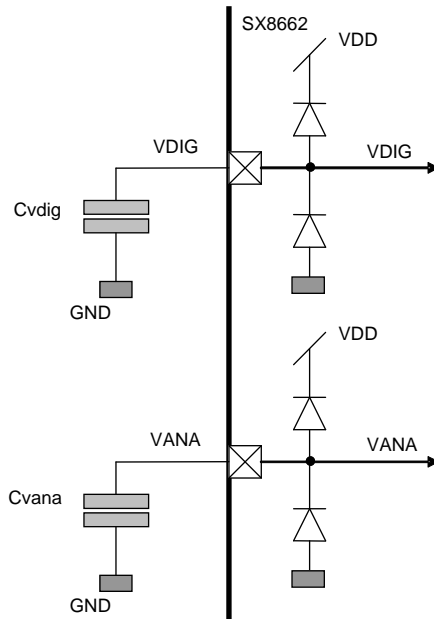 SX8662
VDD
VDIG
VDIG
Cvdig
GND
VDD
VANA
VANA
Cvana
GND